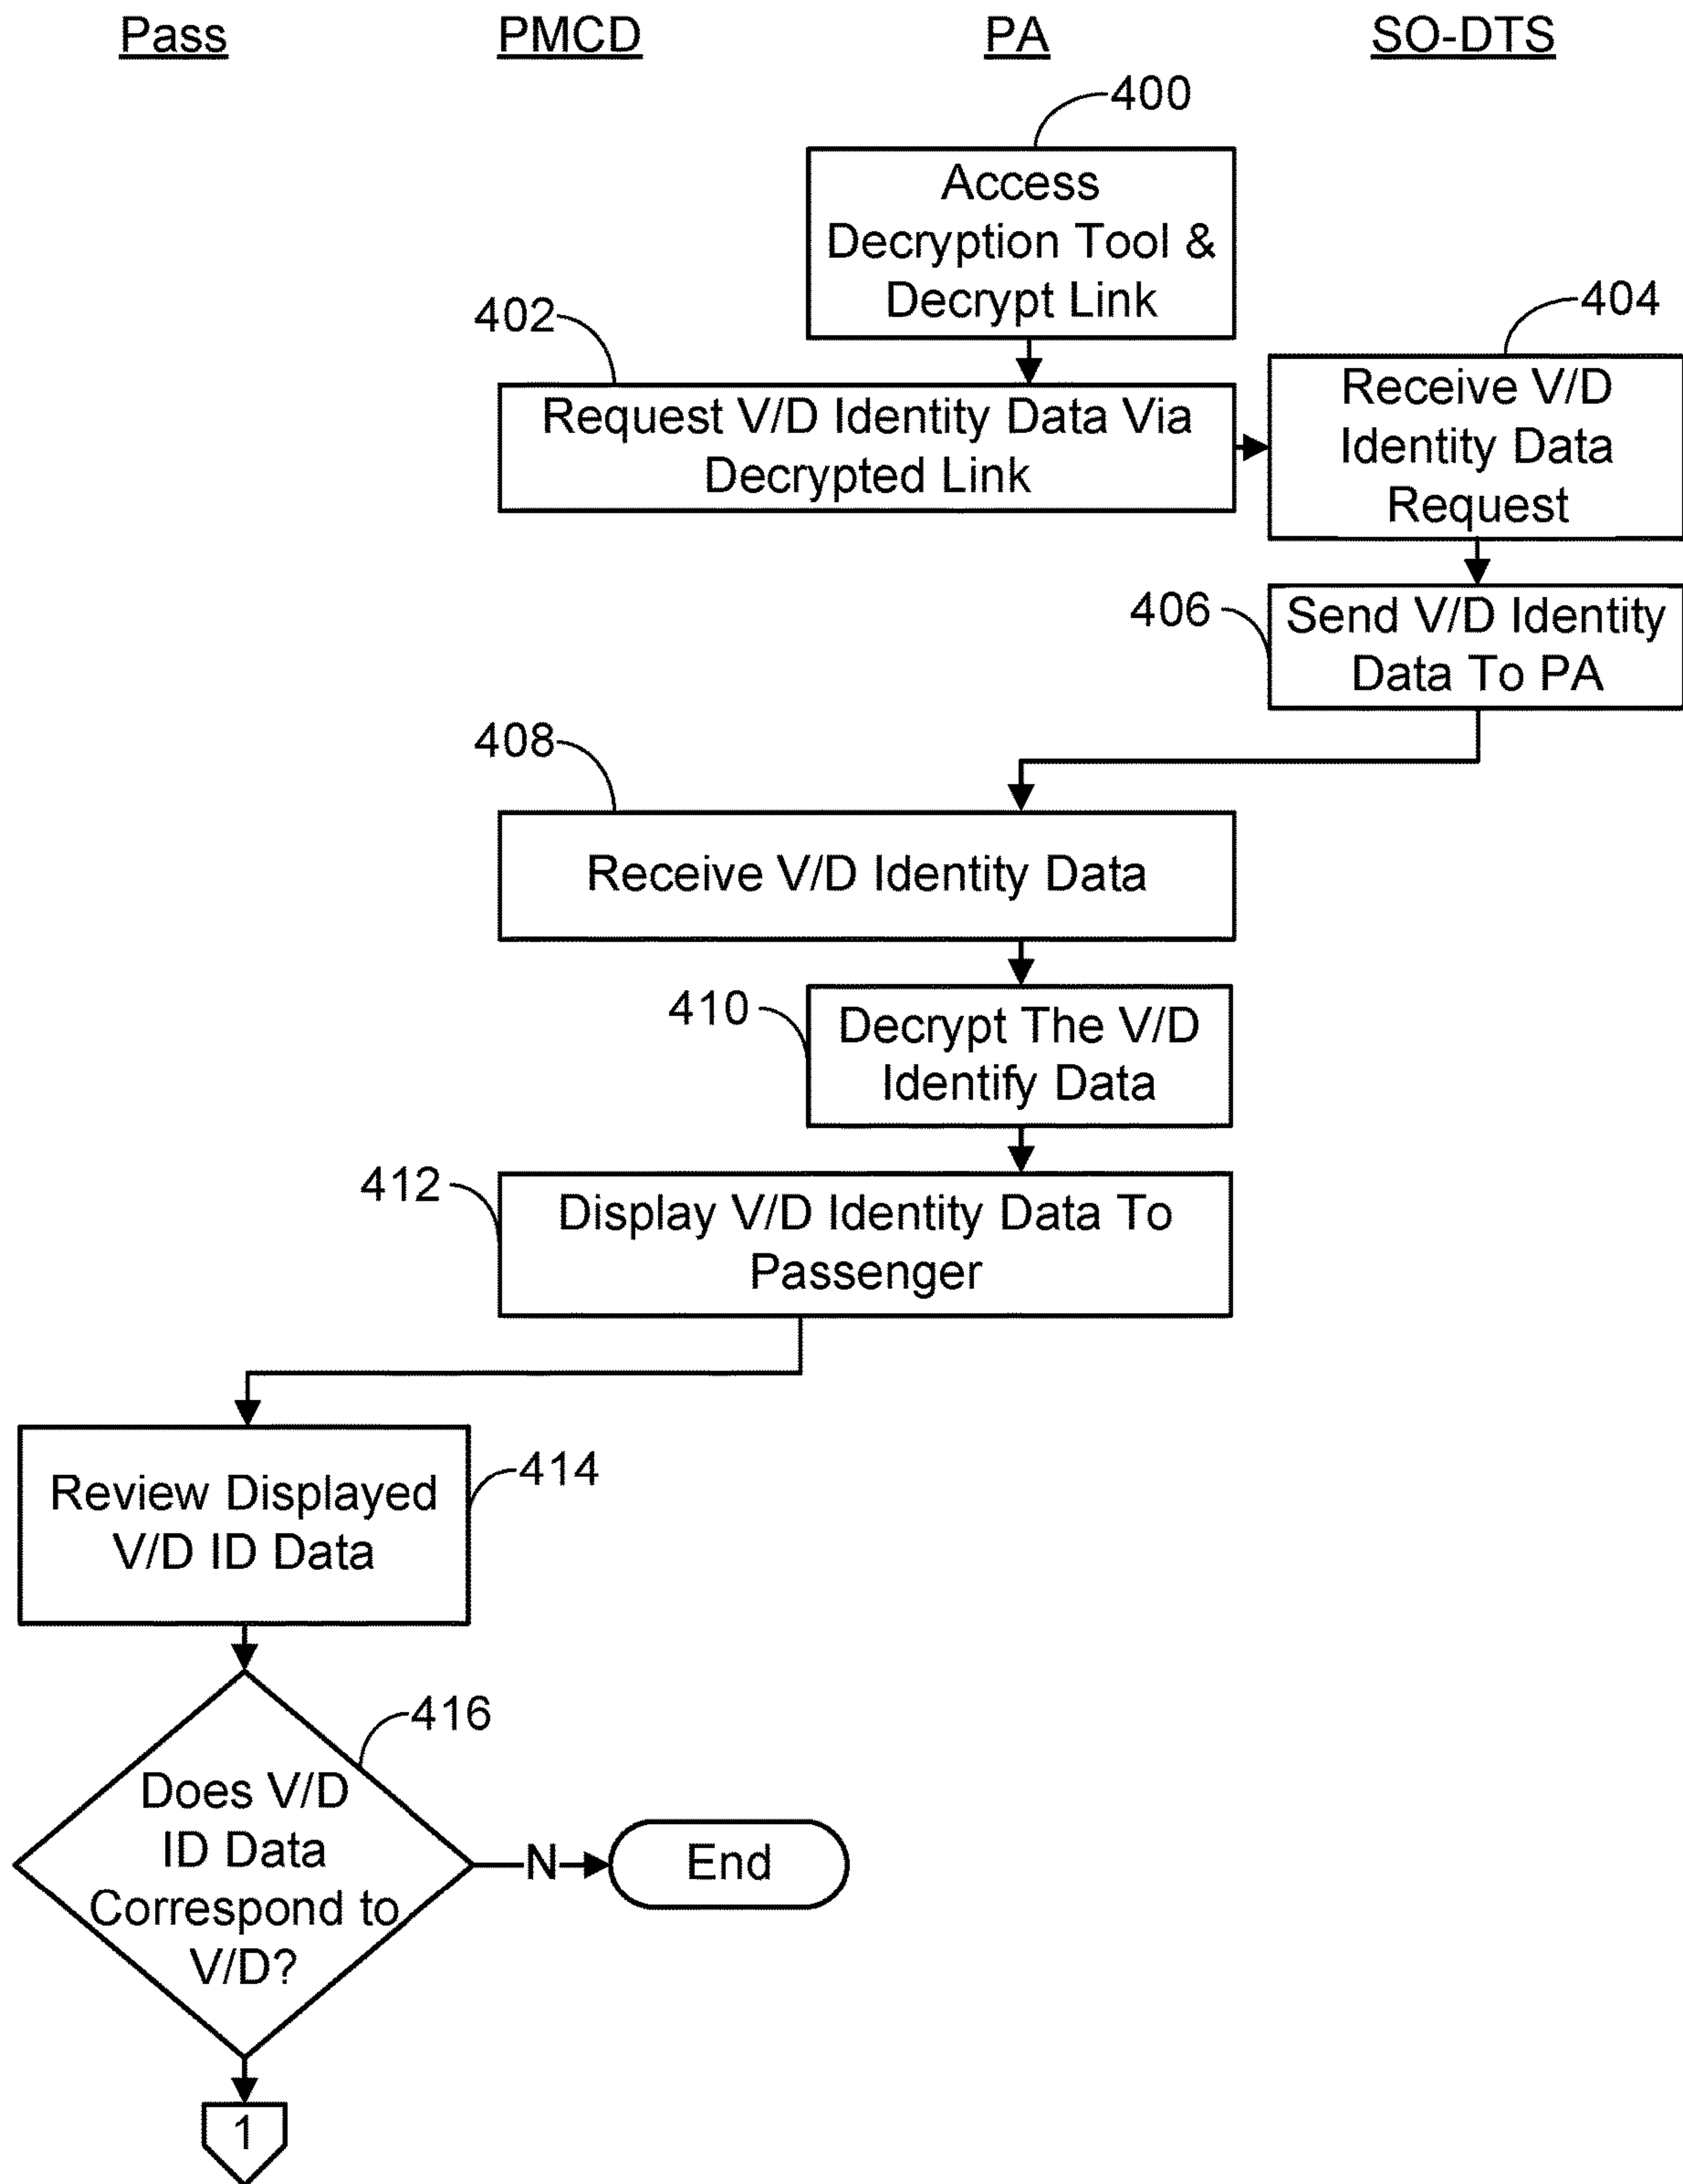 Pass PMCD PA SO-DTS
400
Access
Decryption Tool &
Decrypt Link
402
Request V/D Identity Data Via
Decrypted Link
404
Receive V/D
Identity Data
Request
406
Send V/D Identity
Data To PA
408
Receive V/D Identity Data
410
Decrypt The V/D
Identify Data
412
Display V/D Identity Data To
Passenger
414
Review Displayed
V/D ID Data
416
Does V/D
ID Data
Correspond to
V/D?
N
End
1